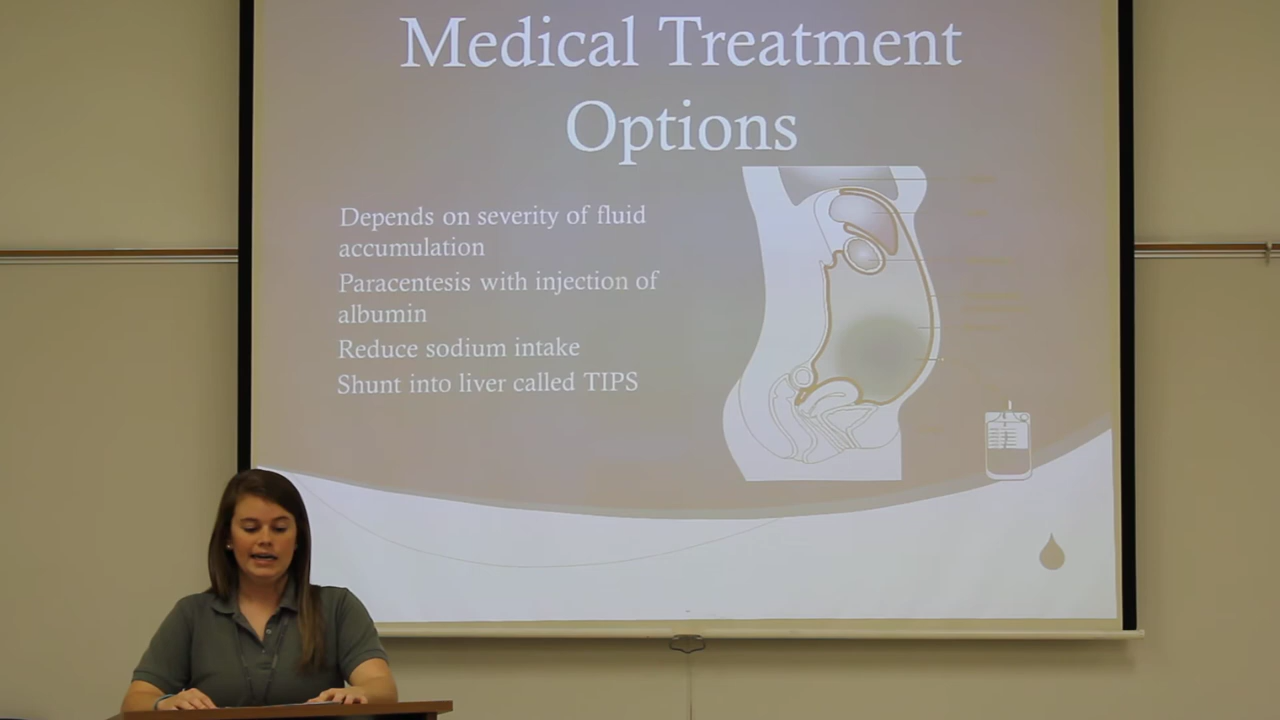 Medical Treatment
Options
Depends on severity of fluid
accumulation
Paracentesis with injection of
albumin
Reduce sodium intake
Shunt into liver called TIPS